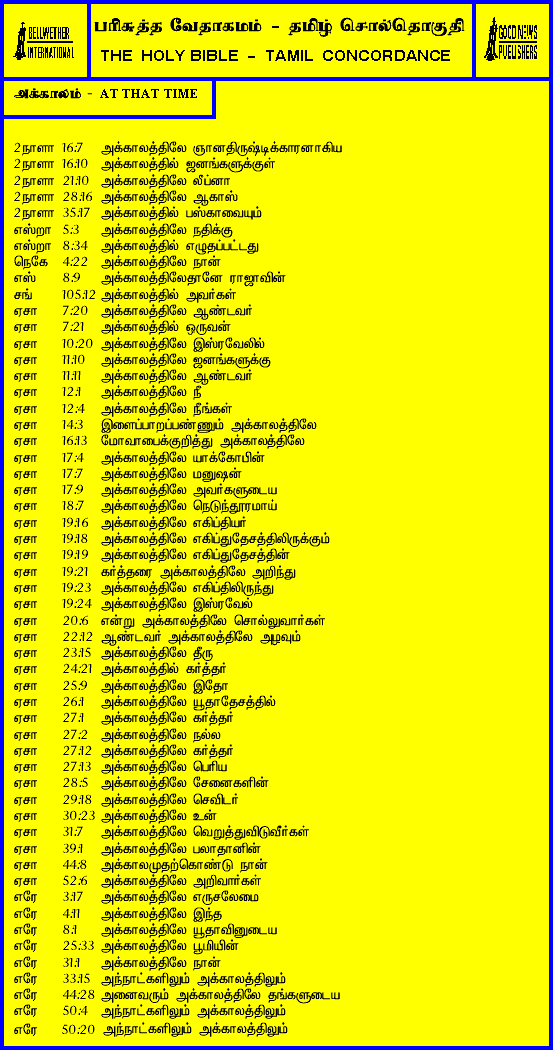 BELLWETHER
INTERNATIONAL
பரிசுத்த வேதாகமம் - தமிழ் சொல்தொகுதி
THE HOLY BIBLE - TAMIL CONCORDANCE
GOOD NEWS
PUBLISHERS
அக்காலம் - AT THAT TIME
2நாளா 16:7 அக்காலத்திலே ஞானதிருஷ்டிக்காரனாகிய
2நாளா 16:10 அக்காலத்தில் ஜனங்களுக்குள்
2நாளா 21:10 அக்காலத்திலே லீப்னா
2நாளா 28:16 அக்காலத்திலே ஆகாஸ்
2நாளா 35:17 அக்காலத்தில் பஸ்காவையும்
எஸ்றா 5:3 அக்காலத்திலே நதிக்கு
எஸ்றா 8:34 அக்காலத்தில் எழுதப்பட்டது
நெகே 4:22 அக்காலத்திலே நான்
எஸ் 8:9 அக்காலத்திலேதானே ராஜாவின்
சங் 105:12 அக்காலத்தில் அவர்கள்
ஏசா 7:20 அக்காலத்திலே ஆண்டவர்
ஏசா 7:21 அக்காலத்தில் ஒருவன்
ஏசா 10:20 அக்காலத்திலே இஸ்ரவேலில்
ஏசா 11:10 அக்காலத்திலே ஜனங்களுக்கு
ஏசா 11:11 அக்காலத்திலே ஆண்டவர்
ஏசா 12:1 அக்காலத்திலே நீ
ஏசா 12:4 அக்காலத்திலே நீங்கள்
ஏசா 14:3 இளைப்பாறப்பண்ணும் அக்காலத்திலே
ஏசா 16:13 மோவாபைக்குறித்து அக்காலத்திலே
ஏசா 17:4 அக்காலத்திலே யாக்கோபின்
ஏசா 17:7 அக்காலத்திலே மனுஷன்
ஏசா 17:9 அக்காலத்திலே அவர்களுடைய
ஏசா 18:7 அக்காலத்திலே நெடுந்தூரமாய்
ஏசா 19:16 அக்காலத்திலே எகிப்தியர்
ஏசா 19:18 அக்காலத்திலே எகிப்துதேசத்திலிருக்கும்
ஏசா 19:19 அக்காலத்திலே எகிப்துதேசத்தின்
ஏசா 19:21 கர்த்தரை அக்காலத்திலே அறிந்து
ஏசா 19:23 அக்காலத்திலே எகிப்திலிருந்து
ஏசா 19:24 அக்காலத்திலே இஸ்ரவேல்
ஏசா 20:6 என்று அக்காலத்திலே சொல்லுவார்கள்
ஏசா 22:12 ஆண்டவர் அக்காலத்திலே அழவும்
ஏசா 23:15 அக்காலத்திலே தீரு
ஏசா 24:21 அக்காலத்தில் கர்த்தர்
ஏசா 25:9 அக்காலத்திலே இதோ
ஏசா 26:1 அக்காலத்திலே யூதாதேசத்தில்
ஏசா 27:1 அக்காலத்திலே கர்த்தர்
ஏசா 27:2 அக்காலத்திலே நல்ல
ஏசா 27:12 அக்காலத்திலே கர்த்தர்
ஏசா 27:13 அக்காலத்திலே பெரிய
ஏசா 28:5 அக்காலத்திலே சேனைகளின்
ஏசா 29:18 அக்காலத்திலே செவிடர்
ஏசா 30:23 அக்காலத்திலே உன்
ஏசா 31:7 அக்காலத்திலே வெறுத்துவிடுவீர்கள்
ஏசா 39:1 அக்காலத்திலே பலாதானின்
ஏசா 44:8 அக்காலமுதற்கொண்டு நான்
ஏசா 52:6 அக்காலத்திலே அறிவார்கள்
எரே 3:17 அக்காலத்திலே எருசலேமை
எரே 4:11 அக்காலத்திலே இந்த
எரே 8:1 அக்காலத்திலே யூதாவினுடைய
எரே 25:33 அக்காலத்திலே பூமியின்
எரே 31:1 அக்காலத்திலே நான்
எரே 33:15 அந்நாட்களிலும் அக்காலத்திலும்
எரே 44:28 அனைவரும் அக்காலத்திலே தங்களுடைய
எரே 50:4 அந்நாட்களிலும் அக்காலத்திலும்
எரே 50:20 அந்நாட்களிலும் அக்காலத்திலும்